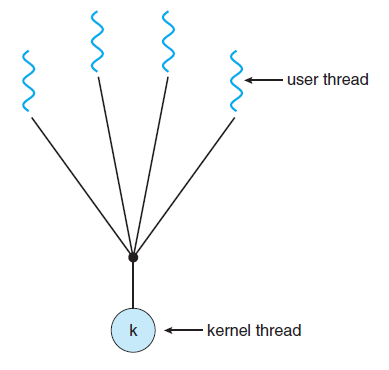 user thread
k
kernel thread